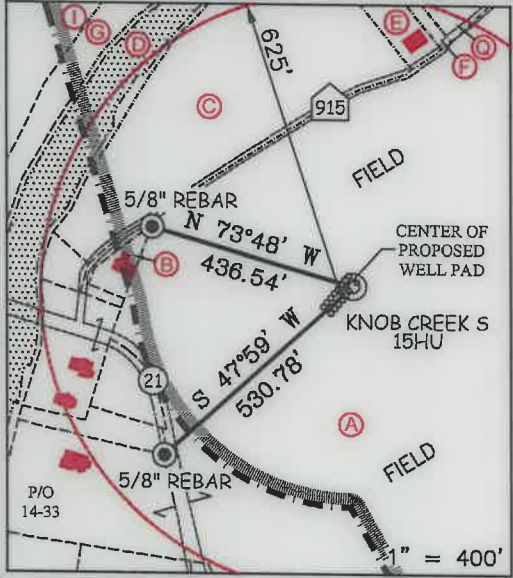 I
G
D
C
E
F
Q
625'
915
FIELD
5/8" REBAR
N 73°48' W
436.54'
B
CENTER OF
PROPOSED
WELL PAD
KNOB CREEK S
15HU
S 47°59' W
530.78'
21
A
FIELD
5/8" REBAR
P/O
14-33
1" = 400'